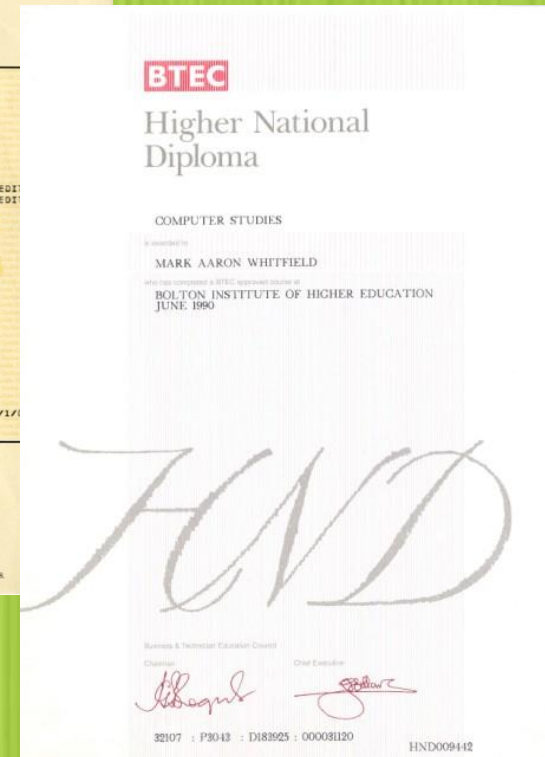 BTEC
Higher National
Diploma
COMPUTER STUDIES
is awarded to
MARK AARON WHITFIELD
who has completed a BTEC approved course at
BOLTON INSTITUTE OF HIGHER EDUCATION
JUNE 1990
HND
Business & Technician Education Council
Chairman
Chief Executive
32107 : P3043 : D183925 : 000031120
HND009442